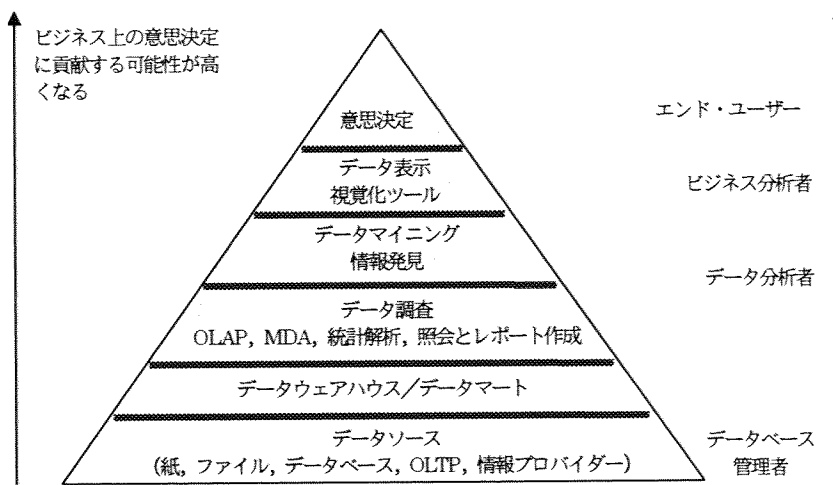 ビジネス上の意思決定
に貢献する可能性が高
くなる
意思決定
エンド・ユーザー
データ表示
視覚化ツール
ビジネス分析者
データマイニング
情報発見
データ分析者
データ調査
OLAP, MDA, 統計解析, 照会とレポート作成
データウェアハウス／データマート
データソース
(紙, ファイル, データベース, OLTP, 情報プロバイダー)
データベース
管理者